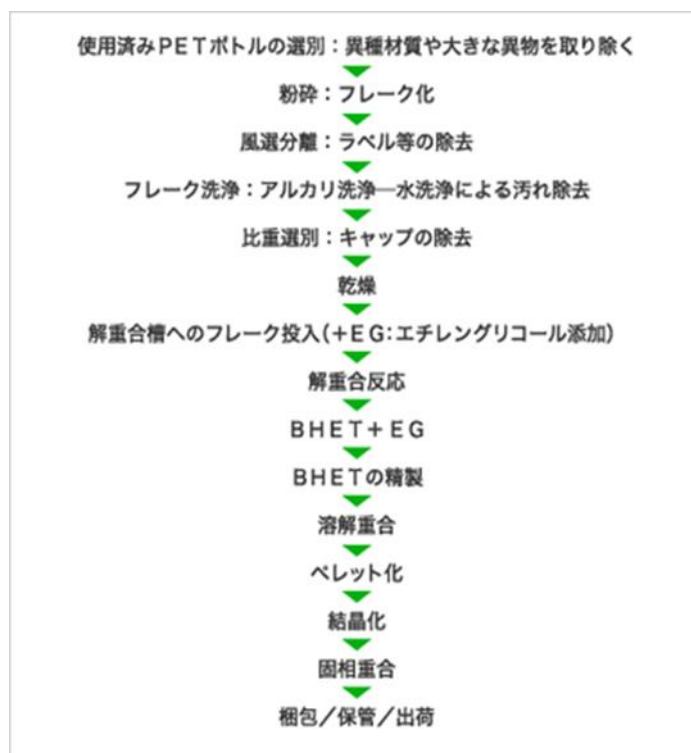 使用済みPETボトルの選別：異種材質や大きな異物を取り除く
粉砕：フレーク化
風選分離：ラベル等の除去
フレーク洗浄：アルカリ洗浄―水洗浄による汚れ除去
比重選別：キャップの除去
乾燥
解重合槽へのフレーク投入(+EG：エチレングリコール添加)
解重合反応
BHET+EG
BHETの精製
溶解重合
ペレット化
結晶化
固相重合
梱包／保管／出荷